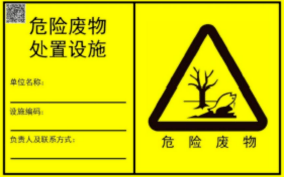 危险废物
处置设施
单位名称：
设施编码：
负责人及联系方式：
危险废物